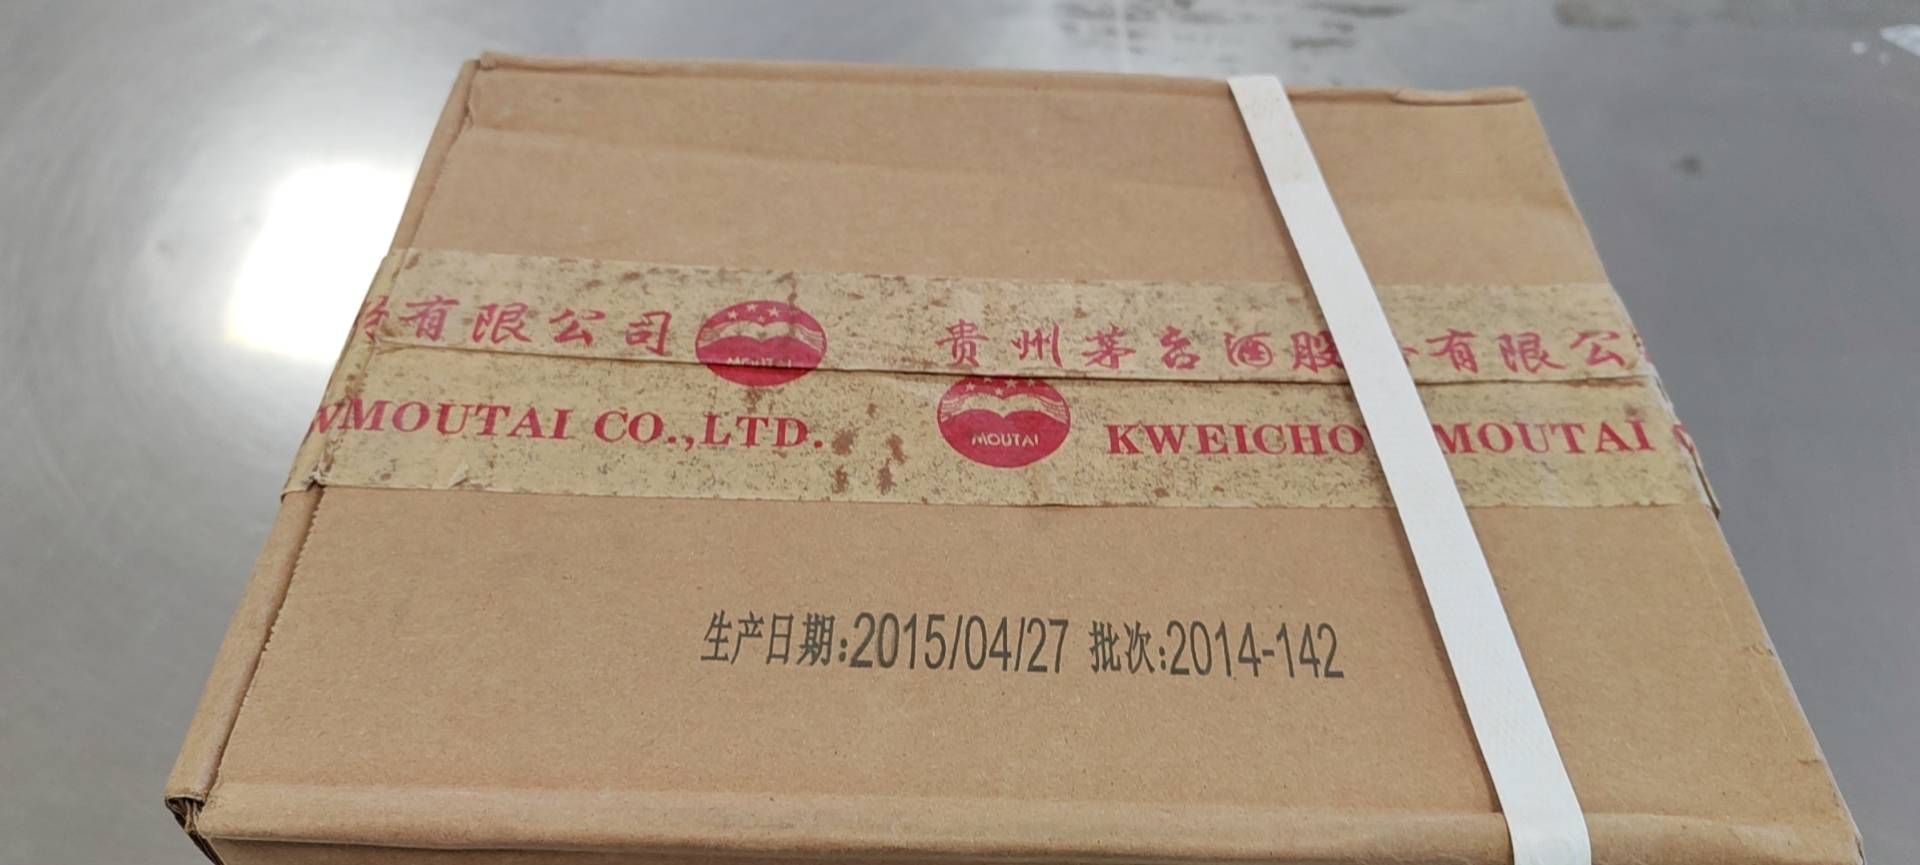 有限公司 MOUTAI 贵州茅台酒股 有限公
MOUTAI CO.,LTD. MOUTAI KWEICHO MOUTAI
生产日期:2015/04/27 批次:2014-142